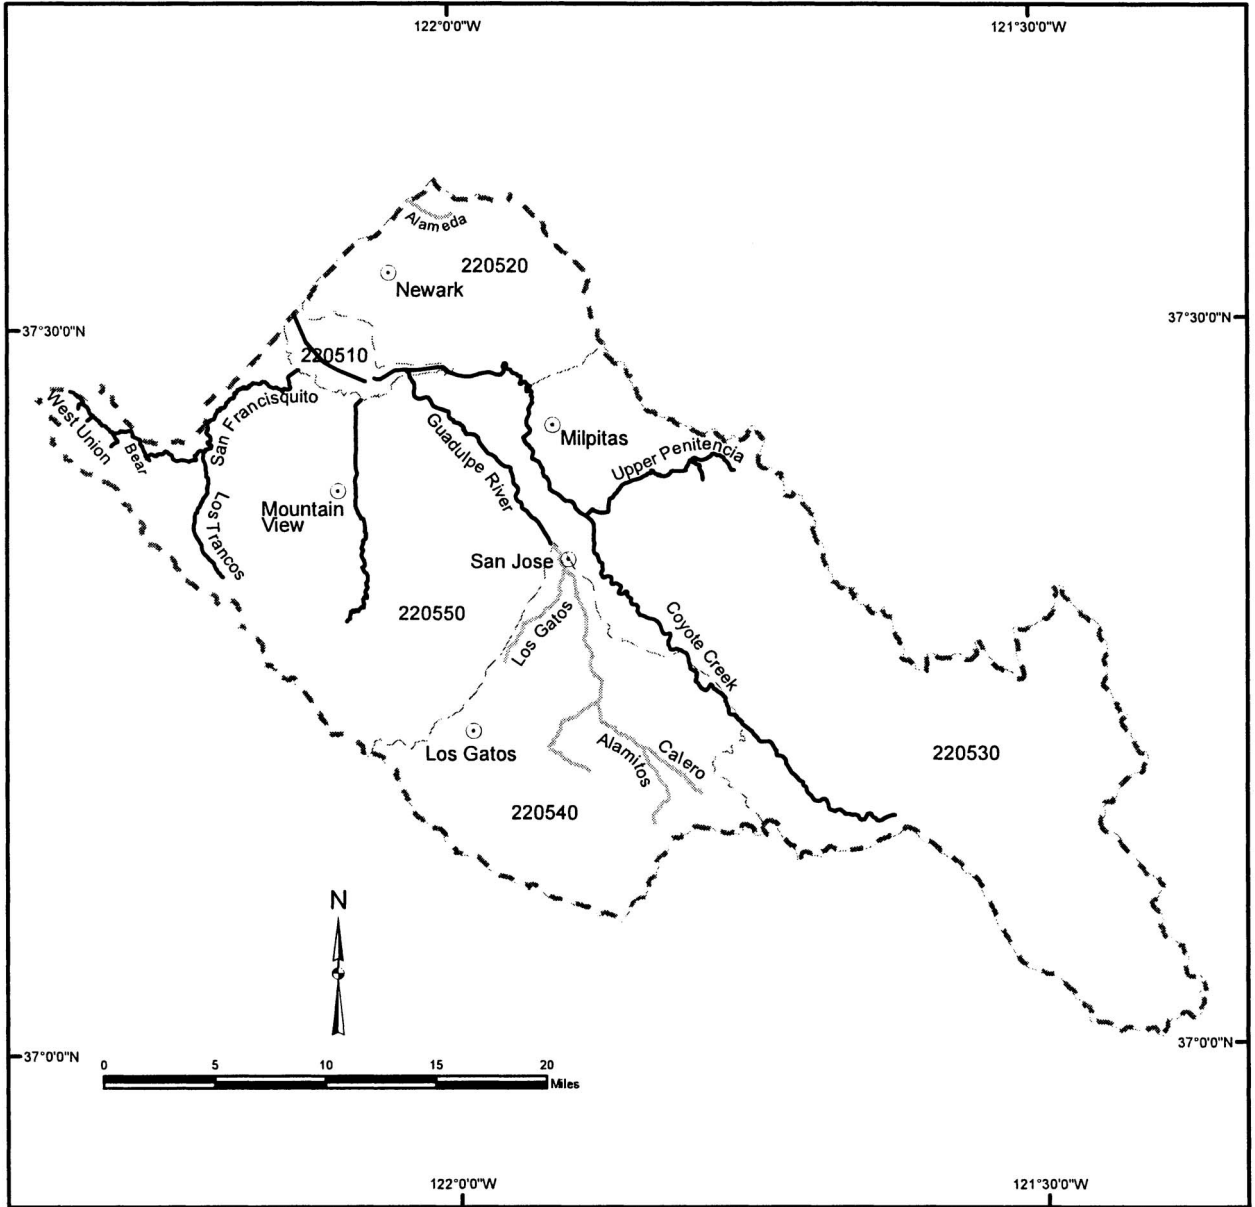 122°0'0"W
121°30'0"W
Alameda
220520
Newark
37°30'0"N
37°30'0"N
220510
San Francisquito
West Union
Bear
Guadulpe River
Milpitas
Upper Penitencia
Mountain
View
Los Trancos
San Jose
220550
Los Gatos
Coyote Creek
Los Gatos
Alamitos
Calero
220530
220540
N
37°0'0"N
37°0'0"N
0 5 10 15 20
Miles
122°0'0"W
121°30'0"W